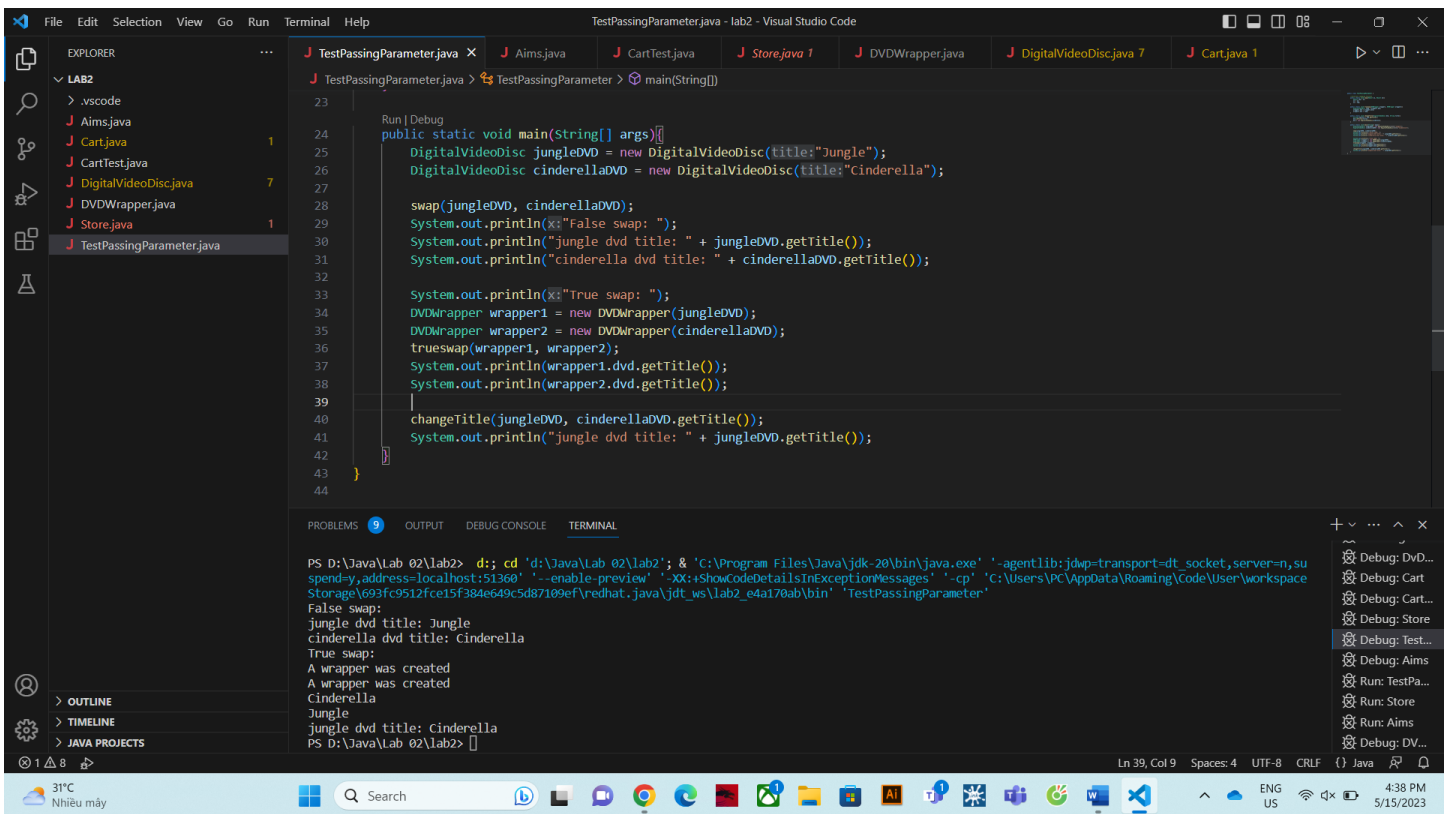 File Edit Selection View Go Run Terminal Help
TestPassingParameter.java - lab2 - Visual Studio Code
EXPLORER
LAB2
.vscode
J Aims.java
J Cart.java 1
J CartTest.java
J DigitalVideoDisc.java 7
J DVDWrapper.java
J Store.java 1
J TestPassingParameter.java
OUTLINE
TIMELINE
JAVA PROJECTS
J TestPassingParameter.java J Aims.java J CartTest.java J Store.java 1 J DVDWrapper.java J DigitalVideoDisc.java 7 J Cart.java 1
J TestPassingParameter.java > TestPassingParameter > main(String[])
23
Run | Debug
24 public static void main(String[] args){
25 DigitalVideoDisc jungleDVD = new DigitalVideoDisc(title:"Jungle");
26 DigitalVideoDisc cinderellaDVD = new DigitalVideoDisc(title:"Cinderella");
27
28 swap(jungleDVD, cinderellaDVD);
29 System.out.println(x:"False swap: ");
30 System.out.println("jungle dvd title: " + jungleDVD.getTitle());
31 System.out.println("cinderella dvd title: " + cinderellaDVD.getTitle());
32
33 System.out.println(x:"True swap: ");
34 DVDWrapper wrapper1 = new DVDWrapper(jungleDVD);
35 DVDWrapper wrapper2 = new DVDWrapper(cinderellaDVD);
36 trueswap(wrapper1, wrapper2);
37 System.out.println(wrapper1.dvd.getTitle());
38 System.out.println(wrapper2.dvd.getTitle());
39
40 changeTitle(jungleDVD, cinderellaDVD.getTitle());
41 System.out.println("jungle dvd title: " + jungleDVD.getTitle());
42 }
43 }
44
PROBLEMS 9 OUTPUT DEBUG CONSOLE TERMINAL
PS D:\Java\Lab 02\lab2> d:; cd 'd:\Java\Lab 02\lab2'; & 'C:\Program Files\Java\jdk-20\bin\java.exe' '-agentlib:jdwp=transport=dt_socket,server=n,su
spend=y,address=localhost:51360' '--enable-preview' '-XX:+ShowCodeDetailsInExceptionMessages' '-cp' 'C:\Users\PC\AppData\Roaming\Code\User\workspace
Storage\693fc9512fce15f384e649c5d87109ef\redhat.java\jdt_ws\lab2_e4a170ab\bin' 'TestPassingParameter'
False swap:
jungle dvd title: Jungle
cinderella dvd title: Cinderella
True swap:
A wrapper was created
A wrapper was created
Cinderella
Jungle
jungle dvd title: Cinderella
PS D:\Java\Lab 02\lab2>
Debug: DvD...
Debug: Cart
Debug: Cart...
Debug: Store
Debug: Test...
Debug: Aims
Run: TestPa...
Run: Store
Run: Aims
Debug: DV...
1 8
Ln 39, Col 9 Spaces: 4 UTF-8 CRLF {} Java
31°C
Nhiều mây
Search
Ai
1
1
W
ENG
US
4:38 PM
5/15/2023